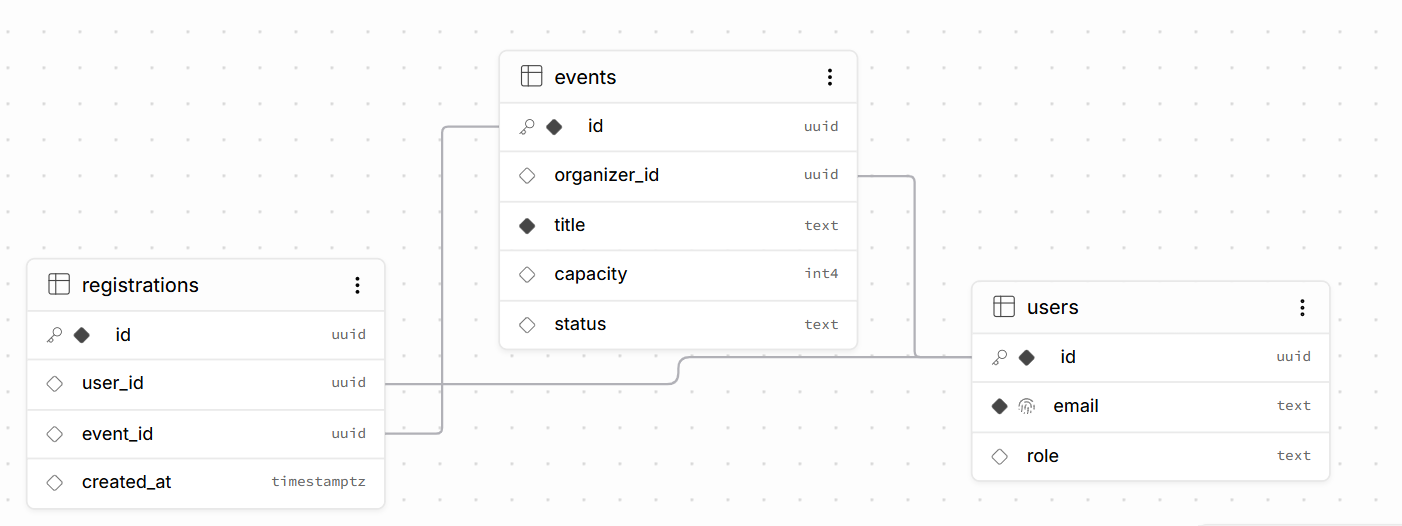 events
id uuid
organizer_id uuid
title text
capacity int4
status text
registrations
id uuid
user_id uuid
event_id uuid
created_at timestamptz
users
id uuid
email text
role text